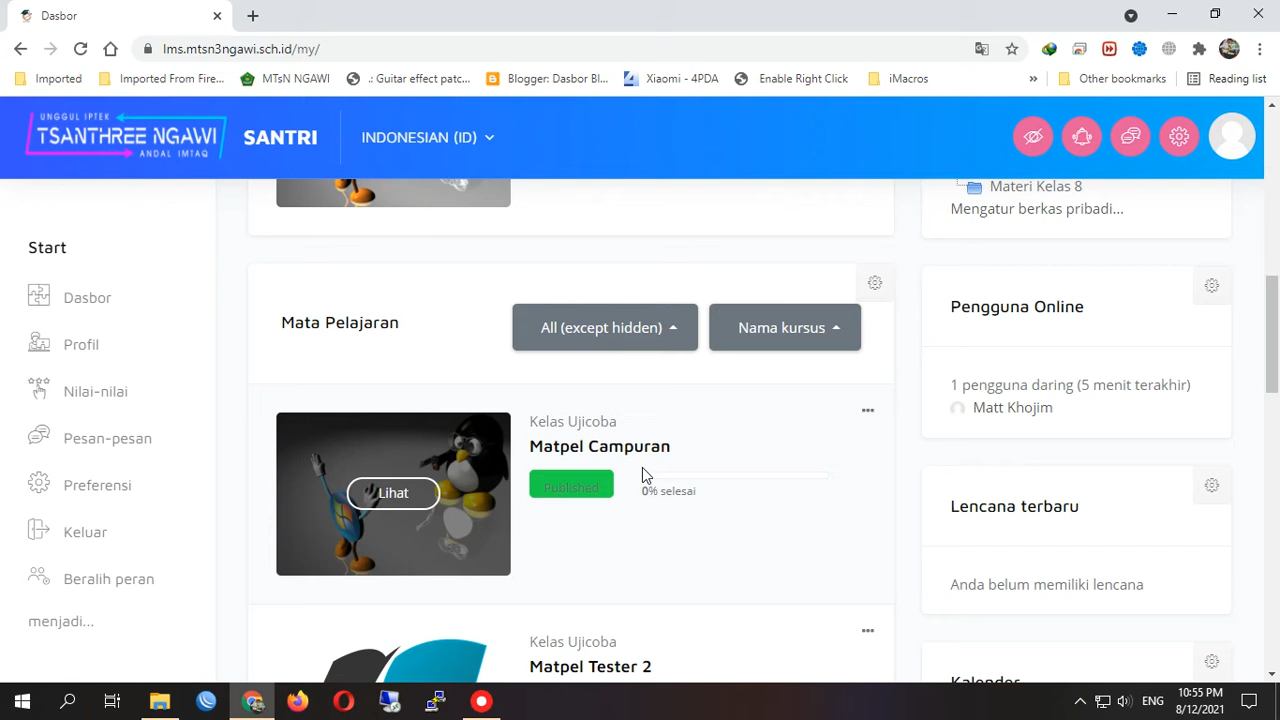 Dasbor
lms.mtsn3ngawi.sch.id/my/
Imported
Imported From Fire...
MTsN NGAWI
.: Guitar effect patc...
Blogger: Dasbor Bl...
Xiaomi - 4PDA
Enable Right Click
iMacros
»
Other bookmarks
Reading list
UNGGUL IPTEK
TSANTHREE NGAWI
ANDAL IMTAQ
SANTRI
INDONESIAN (ID)
Start
Dasbor
Profil
Nilai-nilai
Pesan-pesan
Preferensi
Keluar
Beralih peran
menjadi...
Mata Pelajaran
All (except hidden)
Nama kursus
Kelas Ujicoba
Matpel Campuran
Lihat
Published
0% selesai
Kelas Ujicoba
Matpel Tester 2
Materi Kelas 8
Mengatur berkas pribadi...
Pengguna Online
1 pengguna daring (5 menit terakhir)
Matt Khojim
Lencana terbaru
Anda belum memiliki lencana
Kalender
ENG
10:55 PM
8/12/2021